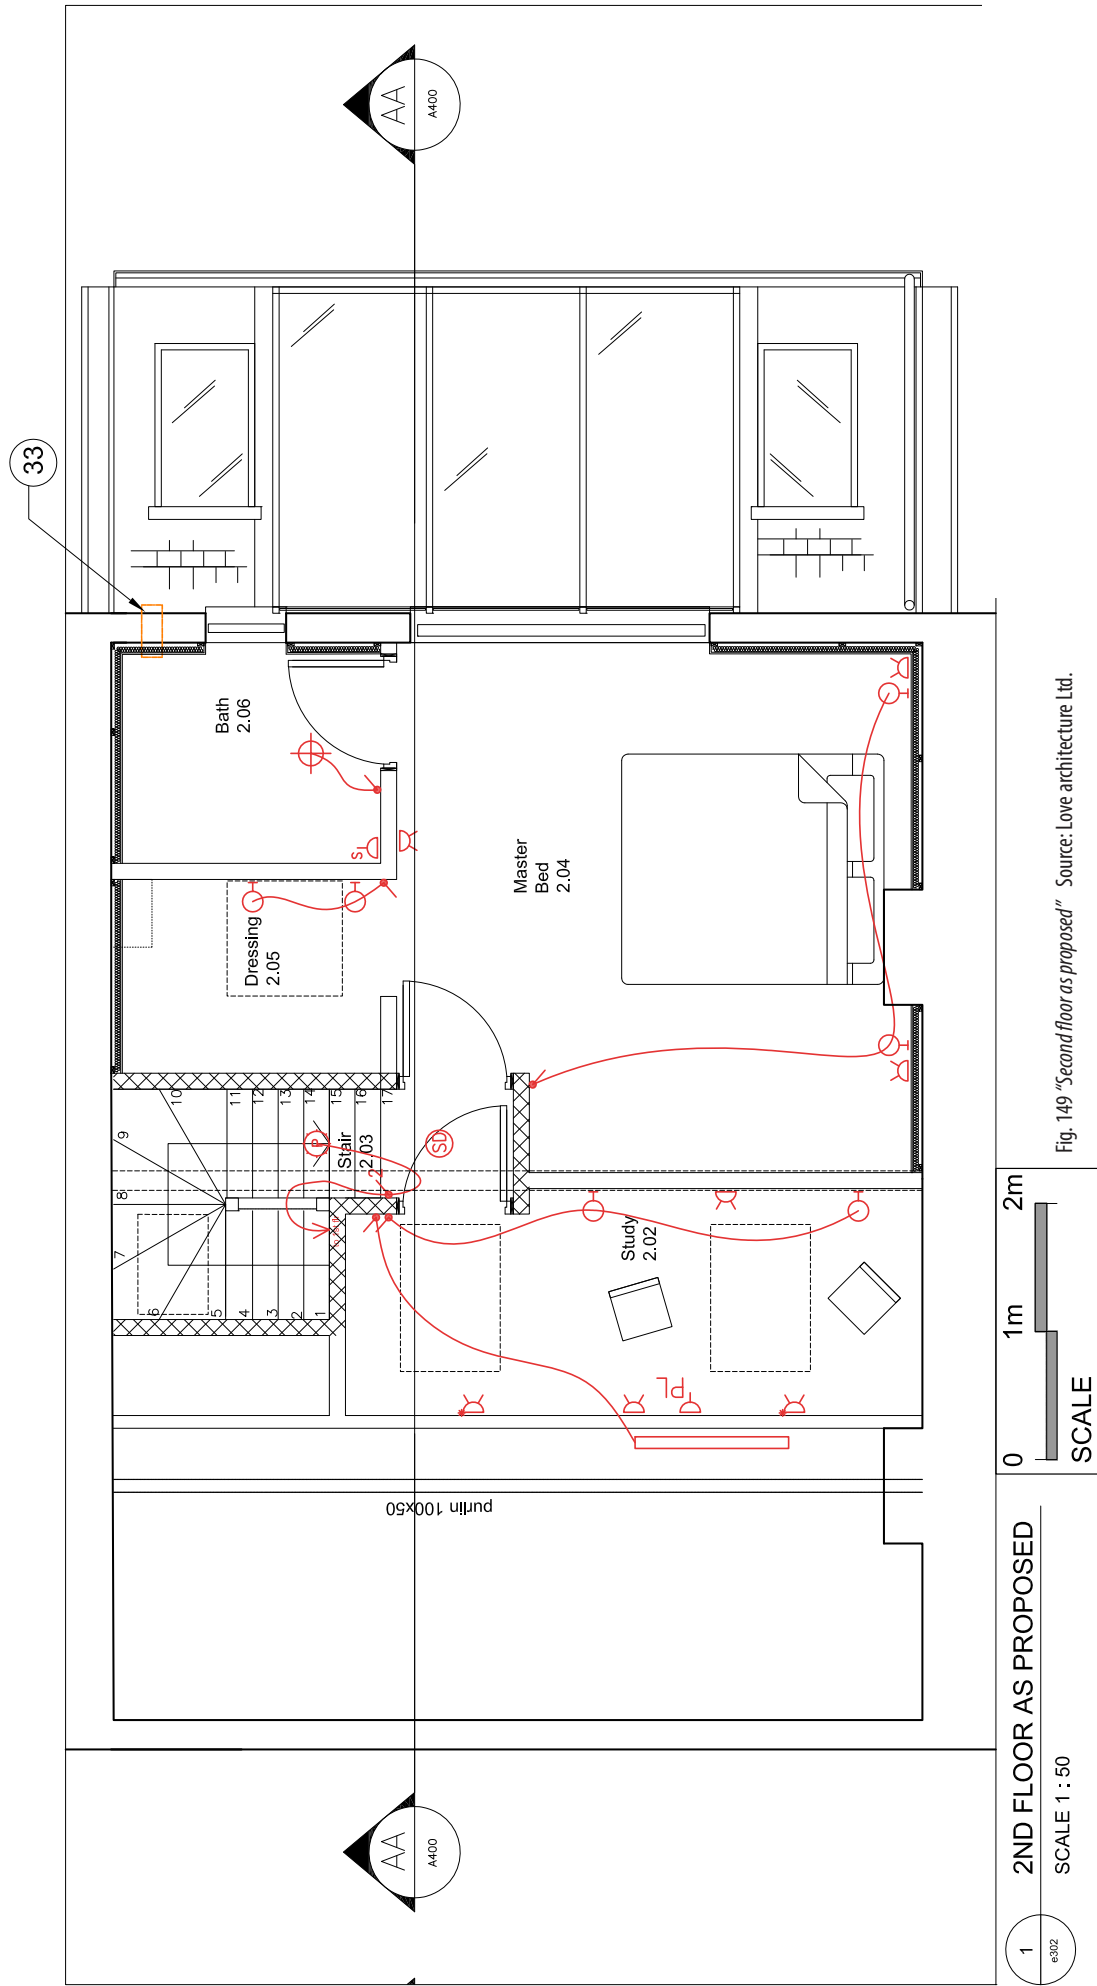 33
AA
A400
Bath
2.06
S
Dressing
2.05
Master
Bed
2.04
Stair
2.03
P
SD
2
1
2
3
4
5
6
7
8
9
10
11
12
13
14
15
16
17
Study
2.02
PL
purlin 100x50
AA
A400
1
e302
2ND FLOOR AS PROPOSED
SCALE 1 : 50
0 1m 2m
SCALE
Fig. 149 "Second floor as proposed" Source: Love architecture Ltd.